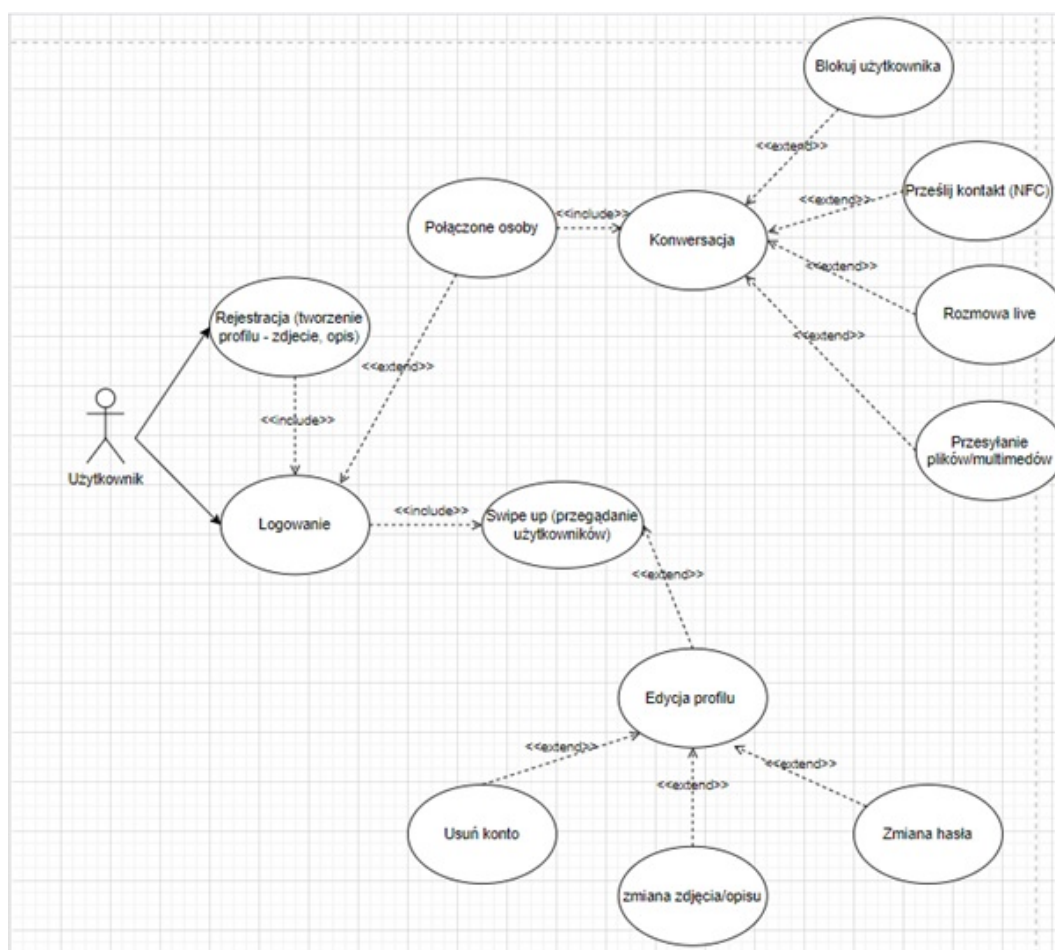 Blokuj użytkownika
<<extend>>
Prześlij kontakt (NFC)
<<extend>>
Połączone osoby
<<include>>
Konwersacja
<<extend>>
Rozmowa live
Rejestracja (tworzenie
profilu - zdjecie, opis)
<<extend>>
<<extend>>
<<include>>
Przesyłanie
plików/multimedów
Użytkownik
Logowanie
<<include>>
Swipe up (przegądanie
użytkowników)
<<extend>>
Edycja profilu
<<extend>>
<<extend>>
<<extend>>
Usuń konto
Zmiana hasła
zmiana zdjęcia/opisu